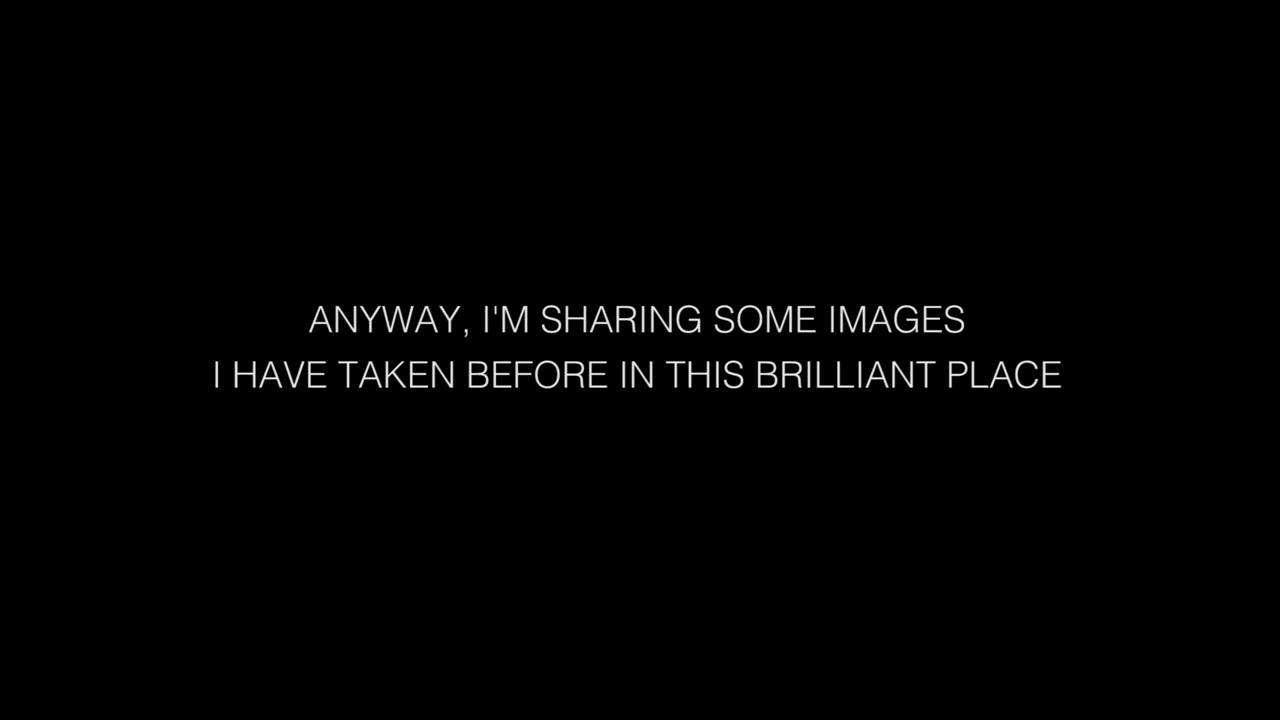 ANYWAY, I'M SHARING SOME IMAGES
I HAVE TAKEN BEFORE IN THIS BRILLIANT PLACE